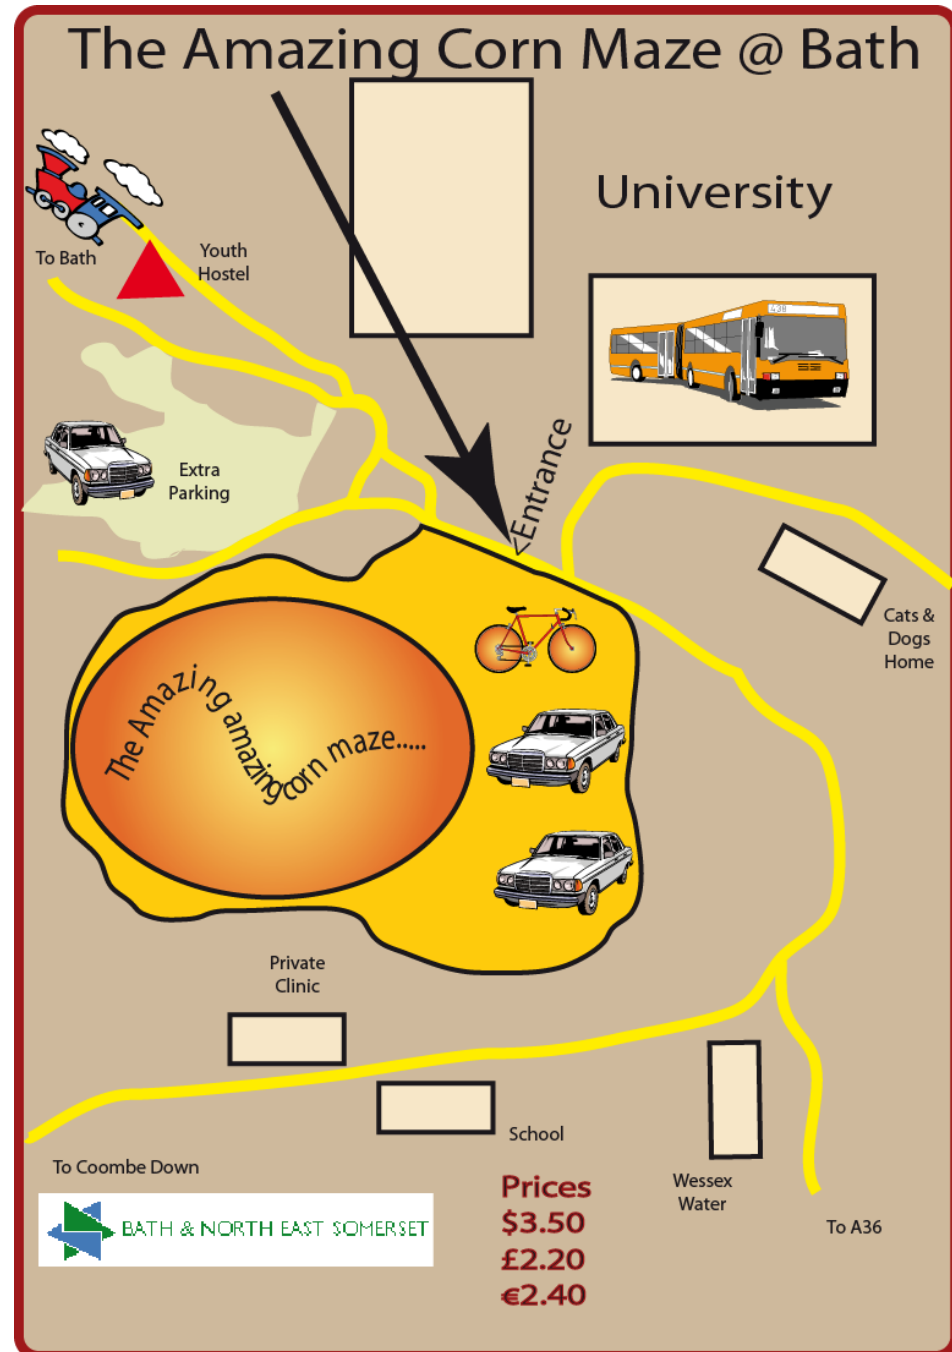 The Amazing Corn Maze @ Bath
University
To Bath
Youth
Hostel
438
Extra
Parking
<Entrance
Cats &
Dogs
Home
The Amazing amazingcorn maze.....
Private
Clinic
School
To Coombe Down
Wessex
Water
To A36
BATH & NORTH EAST SOMERSET
Prices
$3.50
£2.20
€2.40